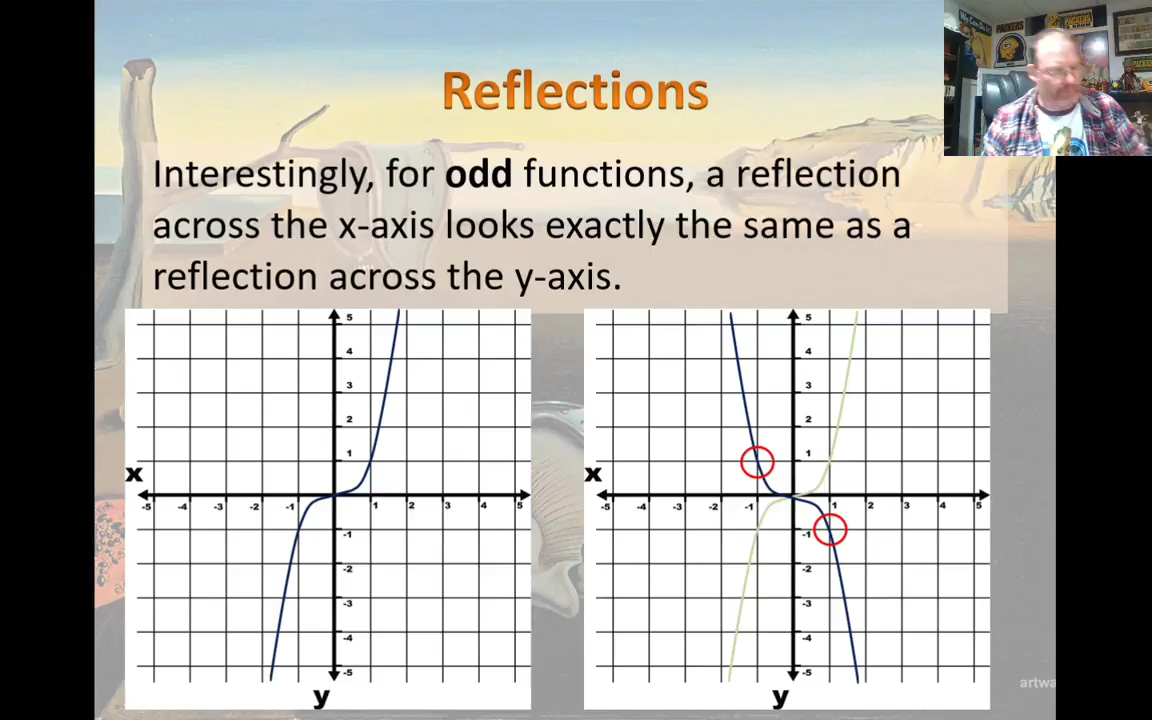 Reflections
Interestingly, for odd functions, a reflection
across the x-axis looks exactly the same as a
reflection across the y-axis.
5
4
3
2
1
x
-5 -4 -3 -2 -1 1 2 3 4 5
-1
-2
-3
-4
-5
y
5
4
3
2
1
x
-5 -4 -3 -2 -1 1 2 3 4 5
-1
-2
-3
-4
-5
y
artwa
PACKERS
PACKERS